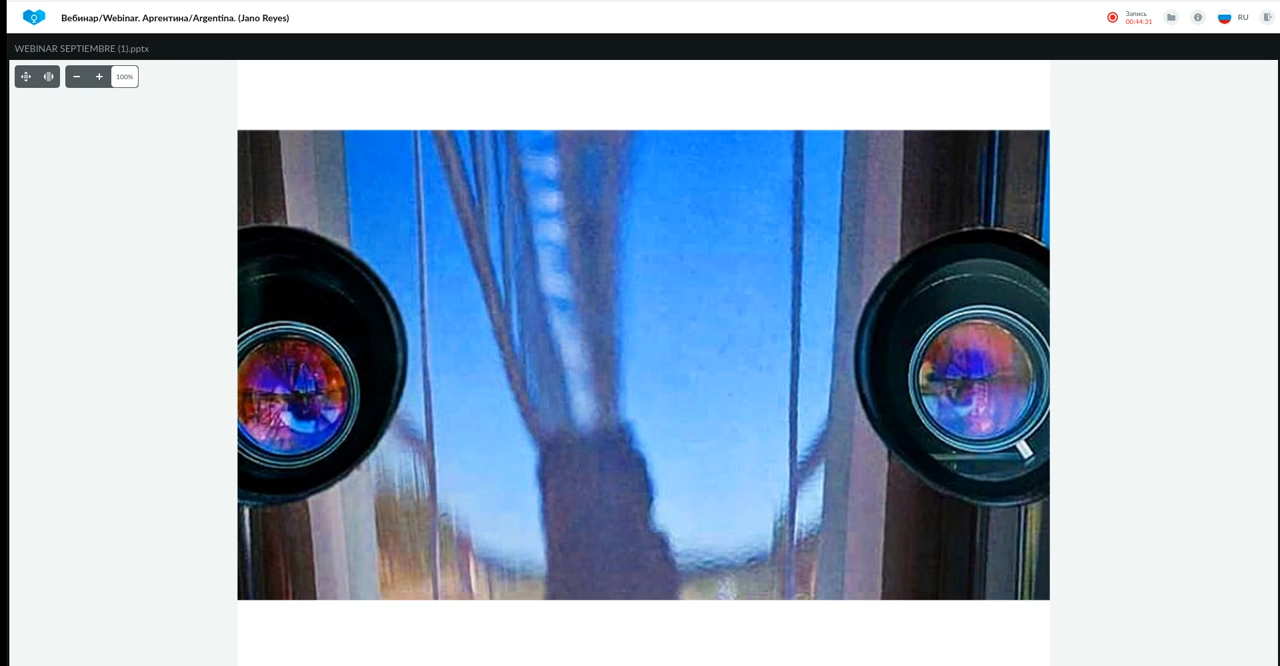 Вебинар/Webinar. Аргентина/Argentina. (Jano Reyes)
Запись
00:44:31
RU
WEBINAR SEPTIEMBRE (1).pptx
100%